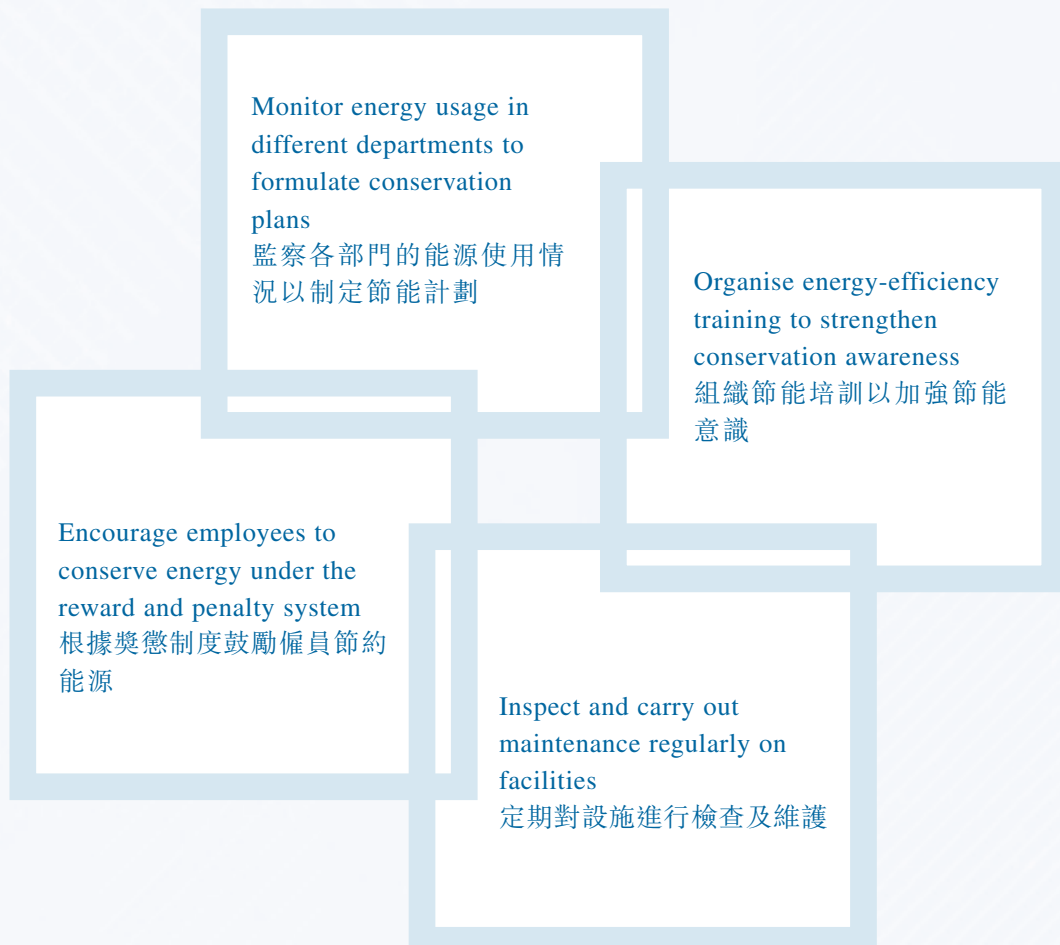 Monitor energy usage in
different departments to
formulate conservation
plans
監察各部門的能源使用情
況以制定節能計劃
Organise energy-efficiency
training to strengthen
conservation awareness
組織節能培訓以加強節能
意識
Encourage employees to
conserve energy under the
reward and penalty system
根據獎懲制度鼓勵僱員節約
能源
Inspect and carry out
maintenance regularly on
facilities
定期對設施進行檢查及維護